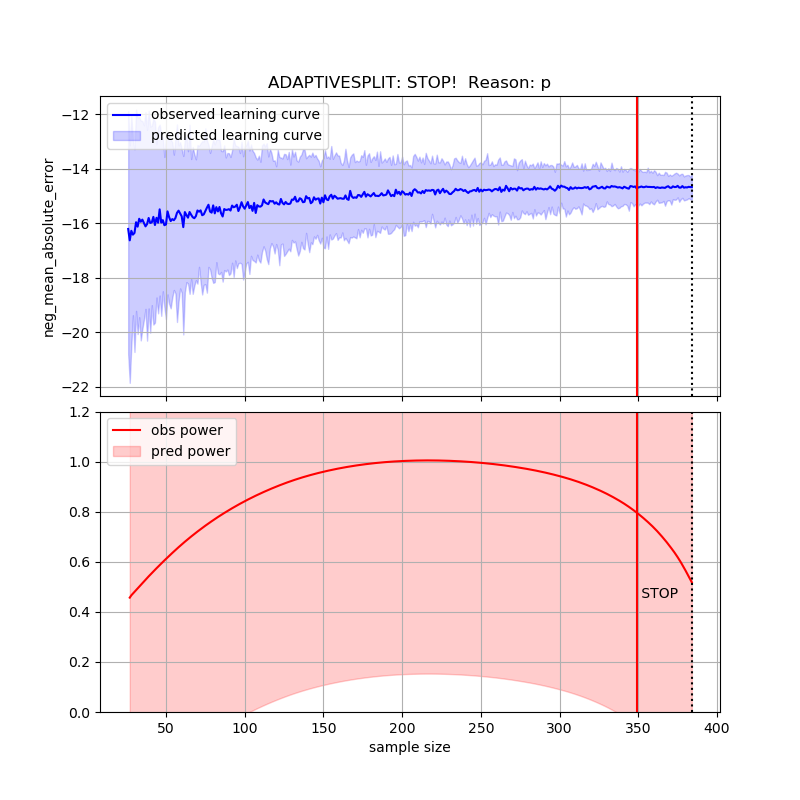 ADAPTIVESPLIT: STOP!  Reason: p
observed learning curve
predicted learning curve
neg_mean_absolute_error
−12
−14
−16
−18
−20
−22
obs power
pred power
1.2
1.0
0.8
0.6
0.4
0.2
0.0
STOP
50
100
150
200
250
300
350
400
sample size